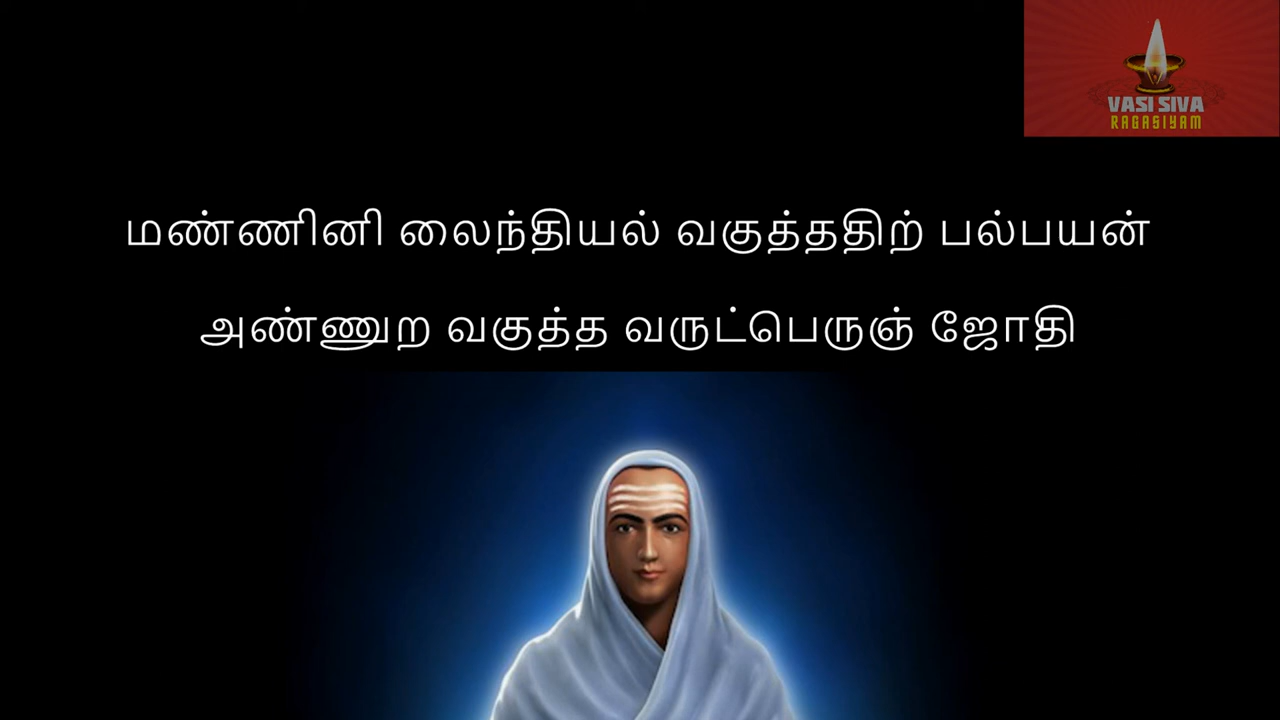 VASI SIVA
RAGASIYAM
மண்ணினி லைந்தியல் வகுத்ததிற் பல்பயன்
அண்ணுற வகுத்த வருட்பெருஞ் ஜோதி